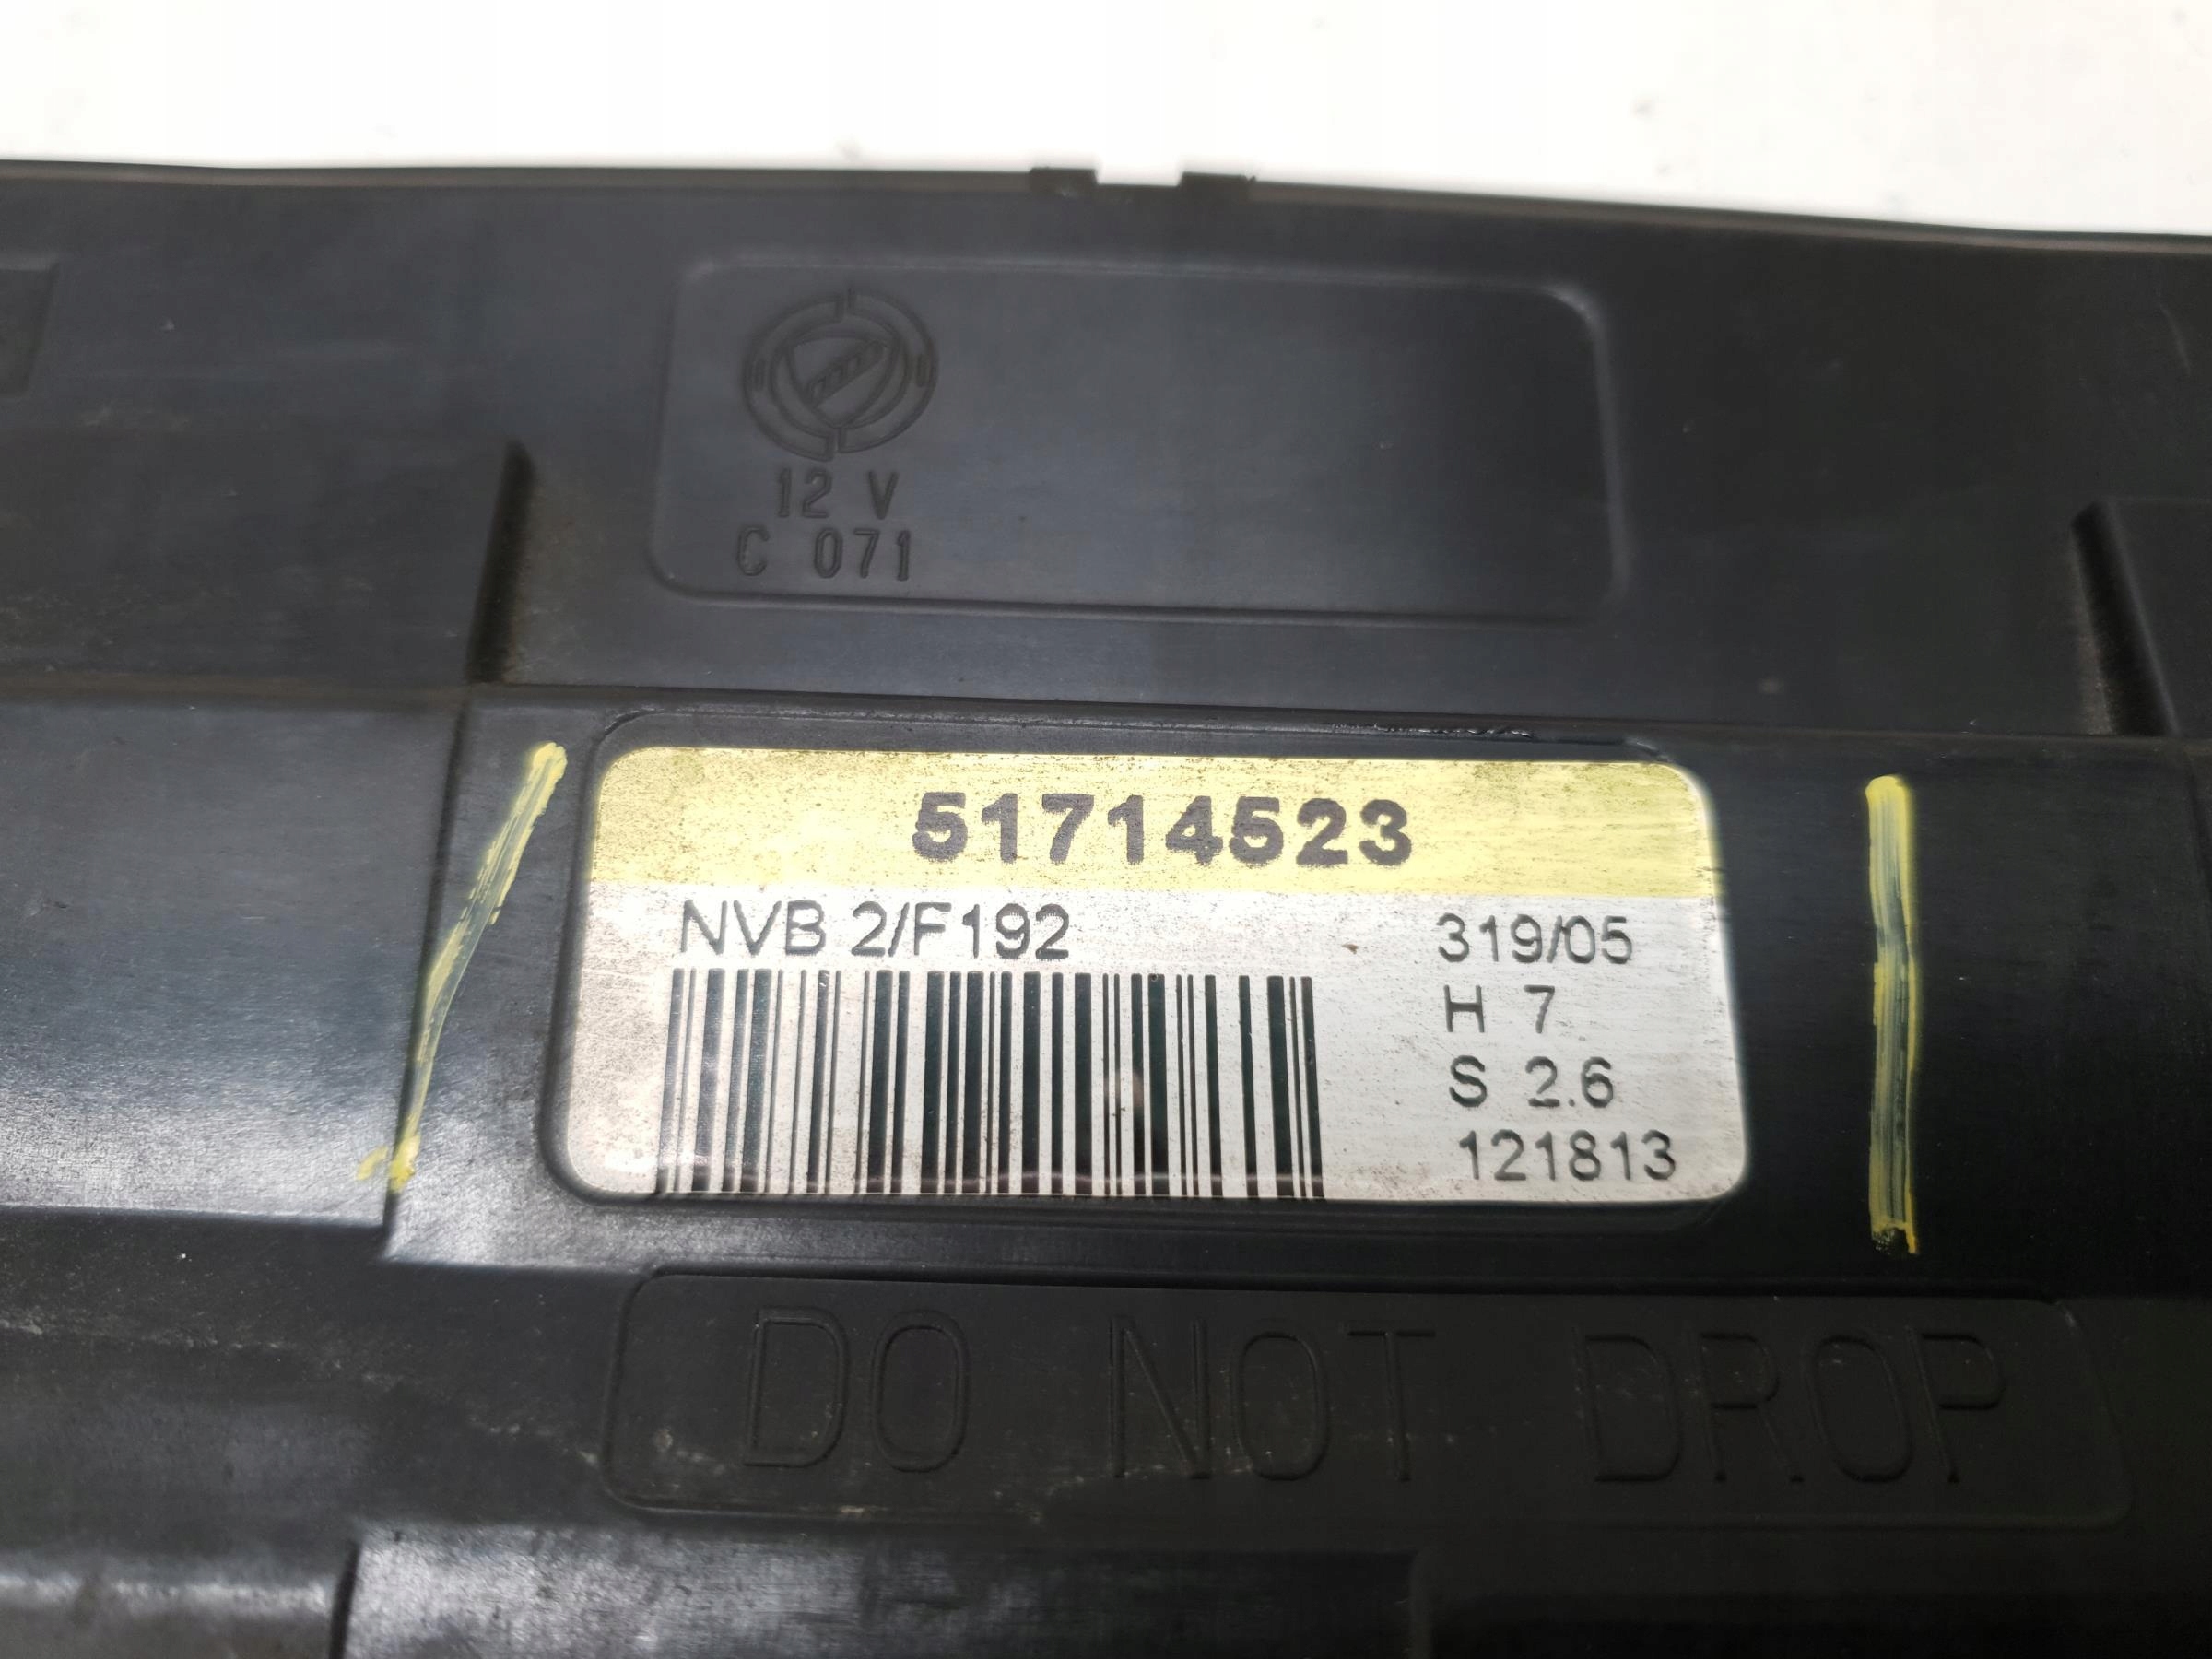 12 V
C 071
51714523
NVB 2/F192
319/05
H 7
S 2.6
121813
DO NOT DROP